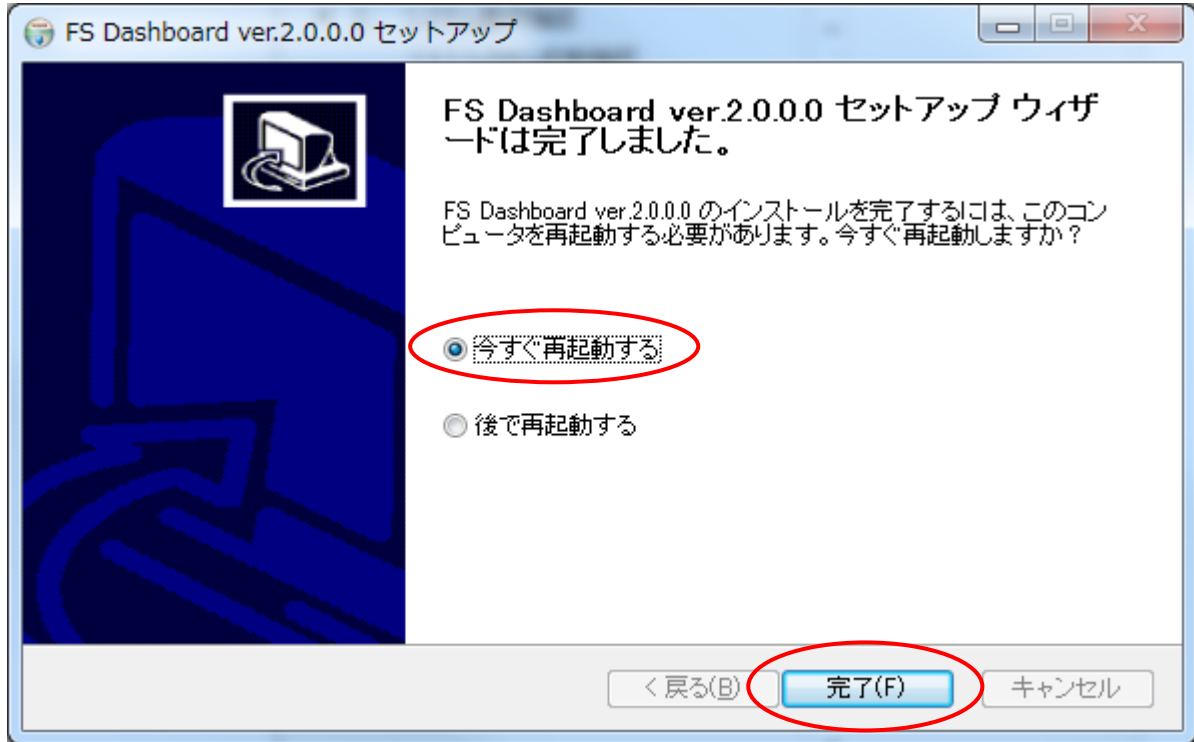 FS Dashboard ver.2.0.0.0 セットアップ
FS Dashboard ver.2.0.0.0 セットアップ ウィザ
ードは完了しました。
FS Dashboard ver.2.0.0.0 のインストールを完了するには、このコン
ピュータを再起動する必要があります。今すぐ再起動しますか？
今すぐ再起動する
後で再起動する
< 戻る(B) 完了(F) キャンセル